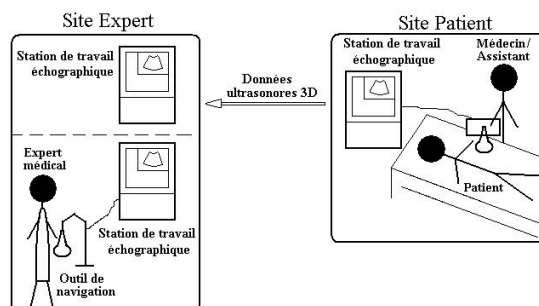 Site Expert
Station de travail
échographique
Expert
médical
Station de travail
échographique
Outil de
navigation
Données
ultrasonores 3D
Site Patient
Station de travail
échographique
Médecin/
Assistant
Patient